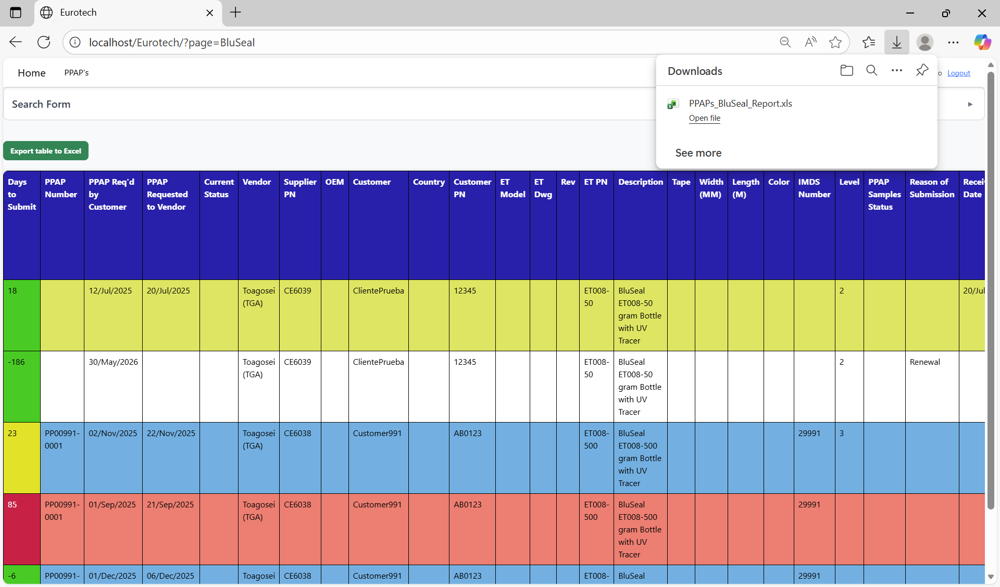 Eurotech
localhost/Eurotech/?page=BluSeal
Home PPAP's
Downloads
o Logout
PPAPs_BluSeal_Report.xls
Open file
See more
Search Form
Export table to Excel
Days to Submit
PPAP Number
PPAP Req'd by Customer
PPAP Requested to Vendor
Current Status
Vendor
Supplier PN
OEM
Customer
Country
Customer PN
ET Model
ET Dwg
Rev
ET PN
Description
Tape
Width (MM)
Length (M)
Color
IMDS Number
Level
PPAP Samples Status
Reason of Submission
Recei Date
18 12/Jul/2025 20/Jul/2025 Toagosei (TGA) CE6039 ClientePrueba 12345 ET008-50 BluSeal ET008-50 gram Bottle with UV Tracer 2 20/Jul
-186 30/May/2026 Toagosei (TGA) CE6039 ClientePrueba 12345 ET008-50 BluSeal ET008-50 gram Bottle with UV Tracer 2 Renewal
23 PP00991-0001 02/Nov/2025 22/Nov/2025 Toagosei (TGA) CE6038 Customer991 AB0123 ET008-500 BluSeal ET008-500 gram Bottle with UV Tracer 29991 3
85 PP00991-0001 01/Sep/2025 21/Sep/2025 Toagosei (TGA) CE6038 Customer991 AB0123 ET008-500 BluSeal ET008-500 gram Bottle with UV Tracer 29991
-6 PP00991- 01/Dec/2025 06/Dec/2025 Toagosei CE6038 Customer991 AB0123 ET008- BluSeal 29991